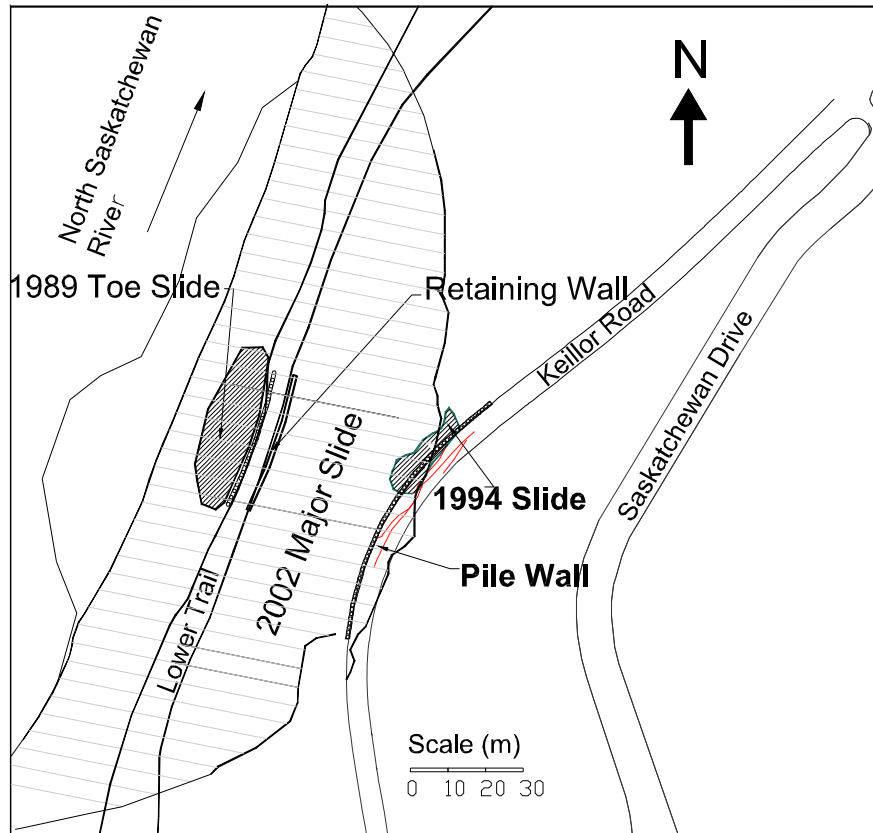 N
North Saskatchewan
River
1989 Toe Slide
Retaining Wall
Keillor Road
Saskatchewan Drive
2002 Major Slide
1994 Slide
Pile Wall
Lower Trail
Scale (m)
0 10 20 30